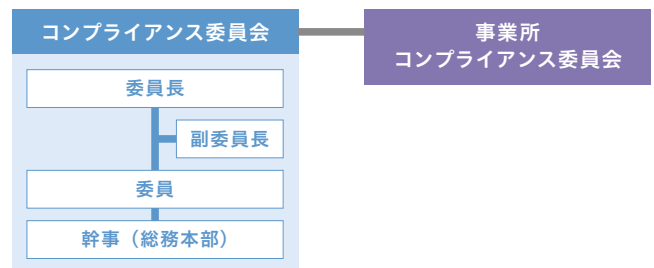 コンプライアンス委員会
事業所
コンプライアンス委員会
委員長
副委員長
委員
幹事（総務本部）